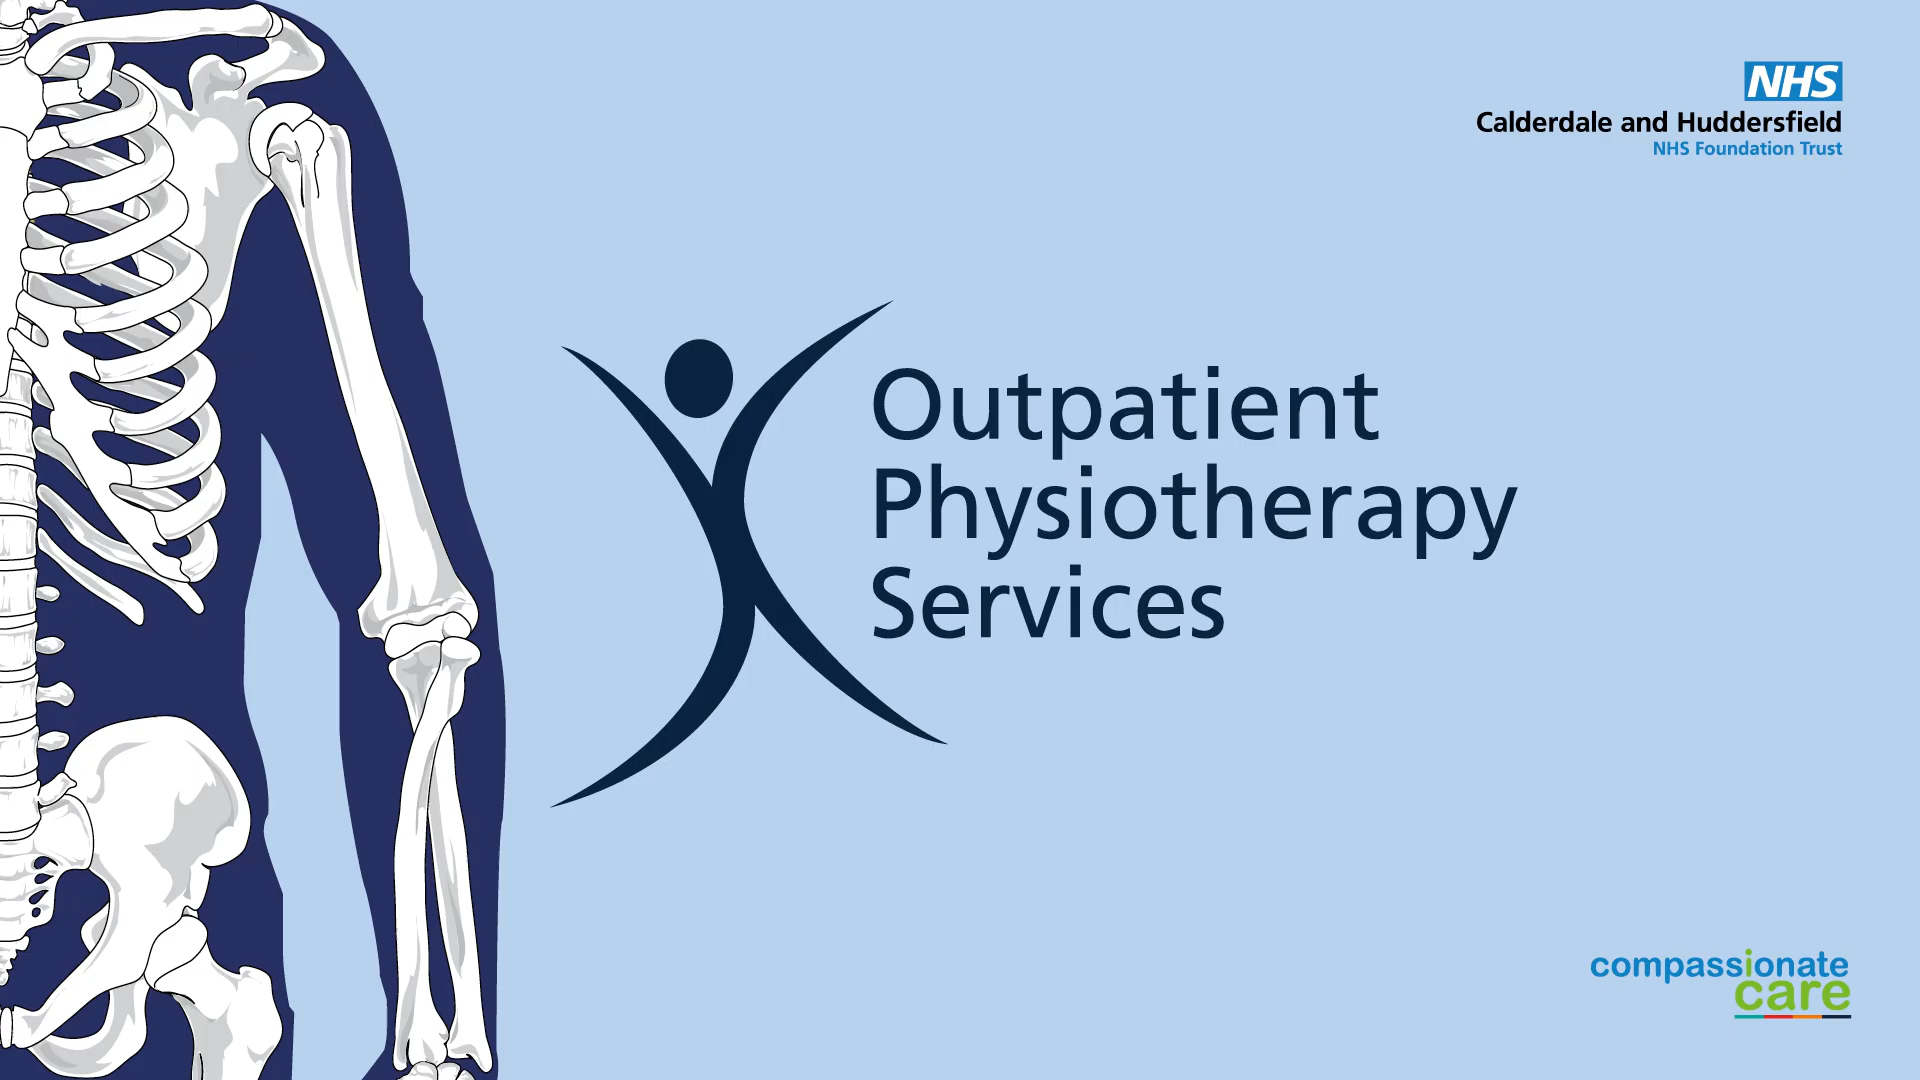 NHS
Calderdale and Huddersfield
NHS Foundation Trust
Outpatient
Physiotherapy
Services
compassionate
care